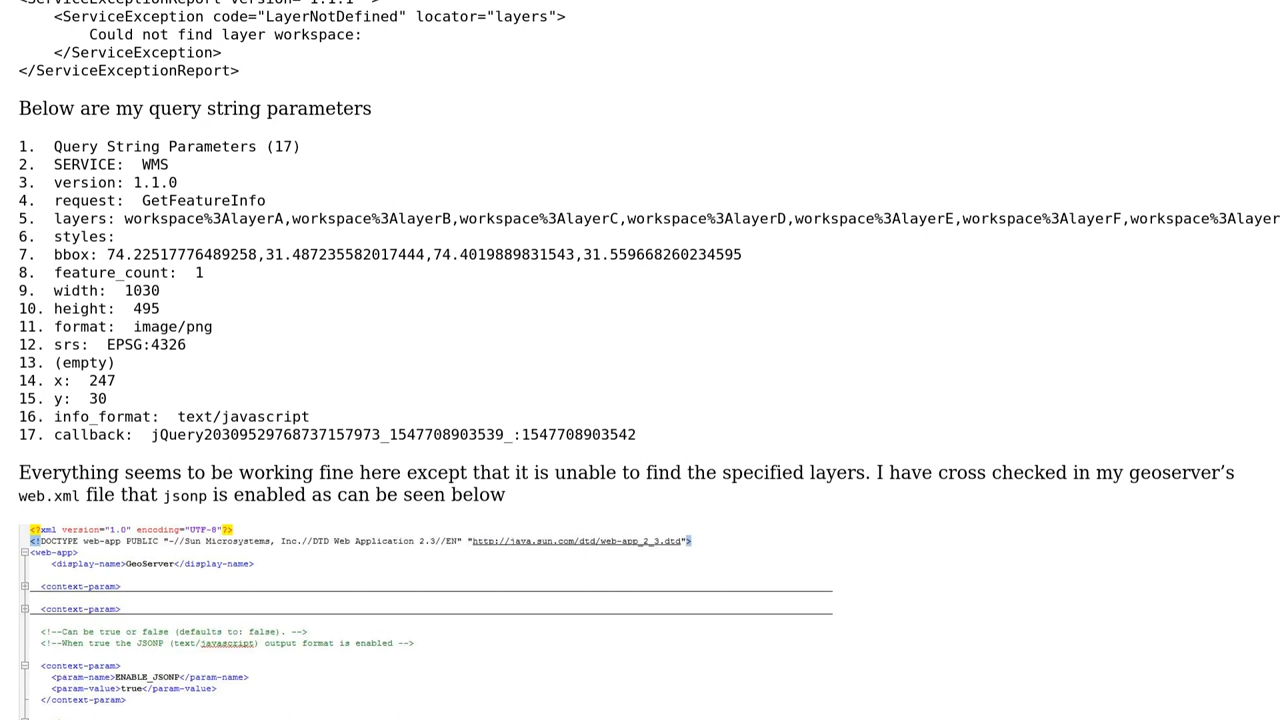 <ServiceExceptionReport version="1.1.1" >
<ServiceException code="LayerNotDefined" locator="layers">
Could not find layer workspace:
</ServiceException>
</ServiceExceptionReport>
Below are my query string parameters
1.  Query String Parameters (17)
2.  SERVICE:  WMS
3.  version: 1.1.0
4.  request:  GetFeatureInfo
5.  layers: workspace%3AlayerA,workspace%3AlayerB,workspace%3AlayerC,workspace%3AlayerD,workspace%3AlayerE,workspace%3AlayerF,workspace%3Alayer
6.  styles:
7.  bbox: 74.22517776489258,31.487235582017444,74.4019889831543,31.559668260234595
8.  feature_count:  1
9.  width:  1030
10. height:  495
11. format:  image/png
12. srs:  EPSG:4326
13. (empty)
14. x:  247
15. y:  30
16. info_format:  text/javascript
17. callback:  jQuery20309529768737157973_1547708903539_:1547708903542
Everything seems to be working fine here except that it is unable to find the specified layers. I have cross checked in my geoserver’s
web.xml file that jsonp is enabled as can be seen below
<?xml version="1.0" encoding="UTF-8"?>
<!DOCTYPE web-app PUBLIC "-//Sun Microsystems, Inc.//DTD Web Application 2.3//EN" "http://java.sun.com/dtd/web-app_2_3.dtd">
<web-app>
<display-name>GeoServer</display-name>
<context-param>
<context-param>
<!--Can be true or false (defaults to: false). -->
<!--When true the JSONP (text/javascript) output format is enabled -->
<context-param>
<param-name>ENABLE_JSONP</param-name>
<param-value>true</param-value>
</context-param>